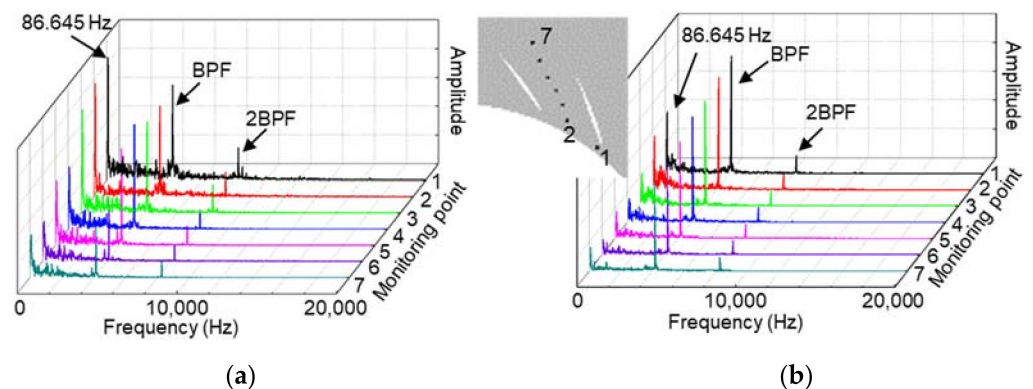 86.645 Hz
BPF
2BPF
Amplitude
1
2
3
4
5
6
7
Monitoring point
0
10,000
20,000
Frequency (Hz)
(a)
7
2
1
86.645 Hz
BPF
2BPF
Amplitude
1
2
3
4
5
6
7
Monitoring point
0
10,000
20,000
Frequency (Hz)
(b)